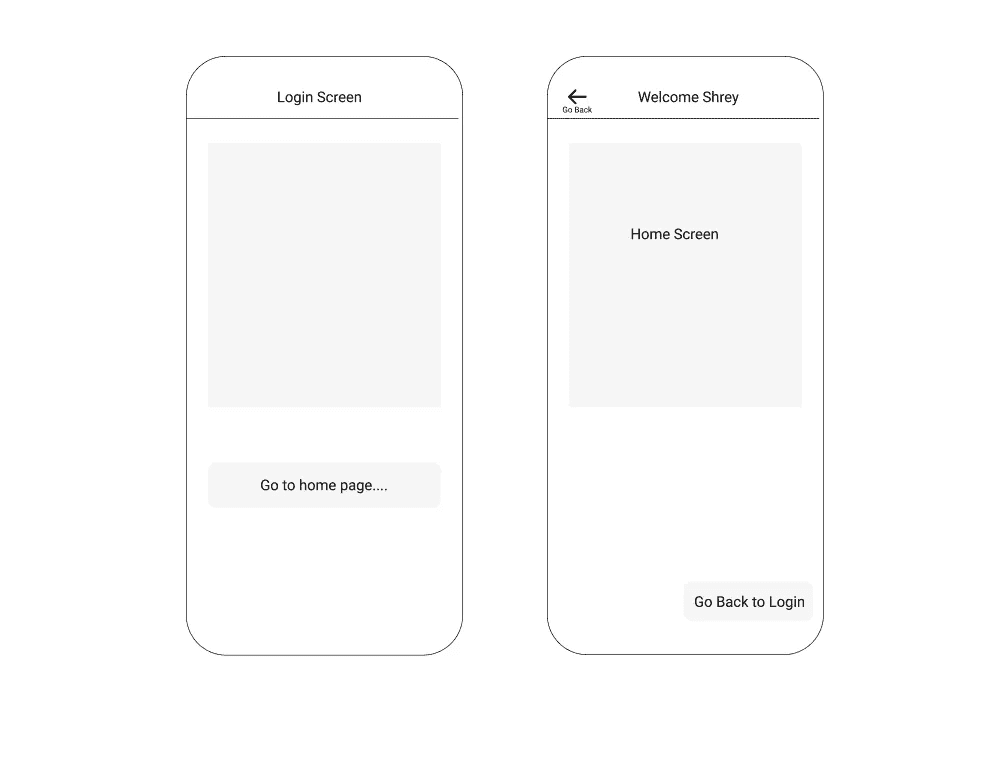 Login Screen
Go to home page....
Go Back
Welcome Shrey
Home Screen
Go Back to Login